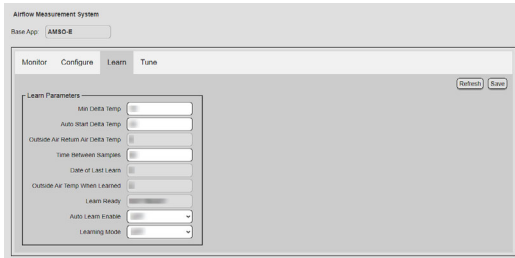 Airflow Measurement System
Base App: AMSO-E
Monitor Configure Learn Tune
Refresh Save
Learn Parameters
Min Delta Temp
Auto Start Delta Temp
Outside Air Return Air Delta Temp
Time Between Samples
Date of Last Learn
Outside Air Temp When Learned
Learn Ready
Auto Learn Enable
Learning Mode